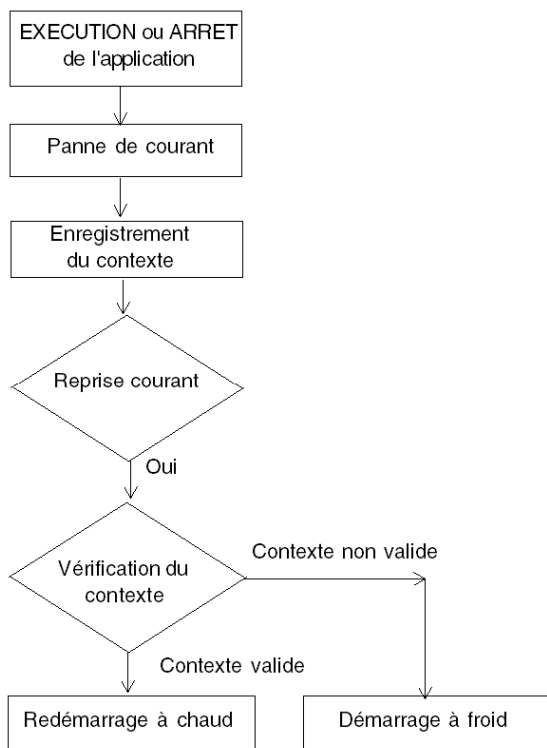 EXECUTION ou ARRET
de l'application
Panne de courant
Enregistrement
du contexte
Reprise courant
Oui
Contexte non valide
Vérification du
contexte
Contexte valide
Redémarrage à chaud
Démarrage à froid